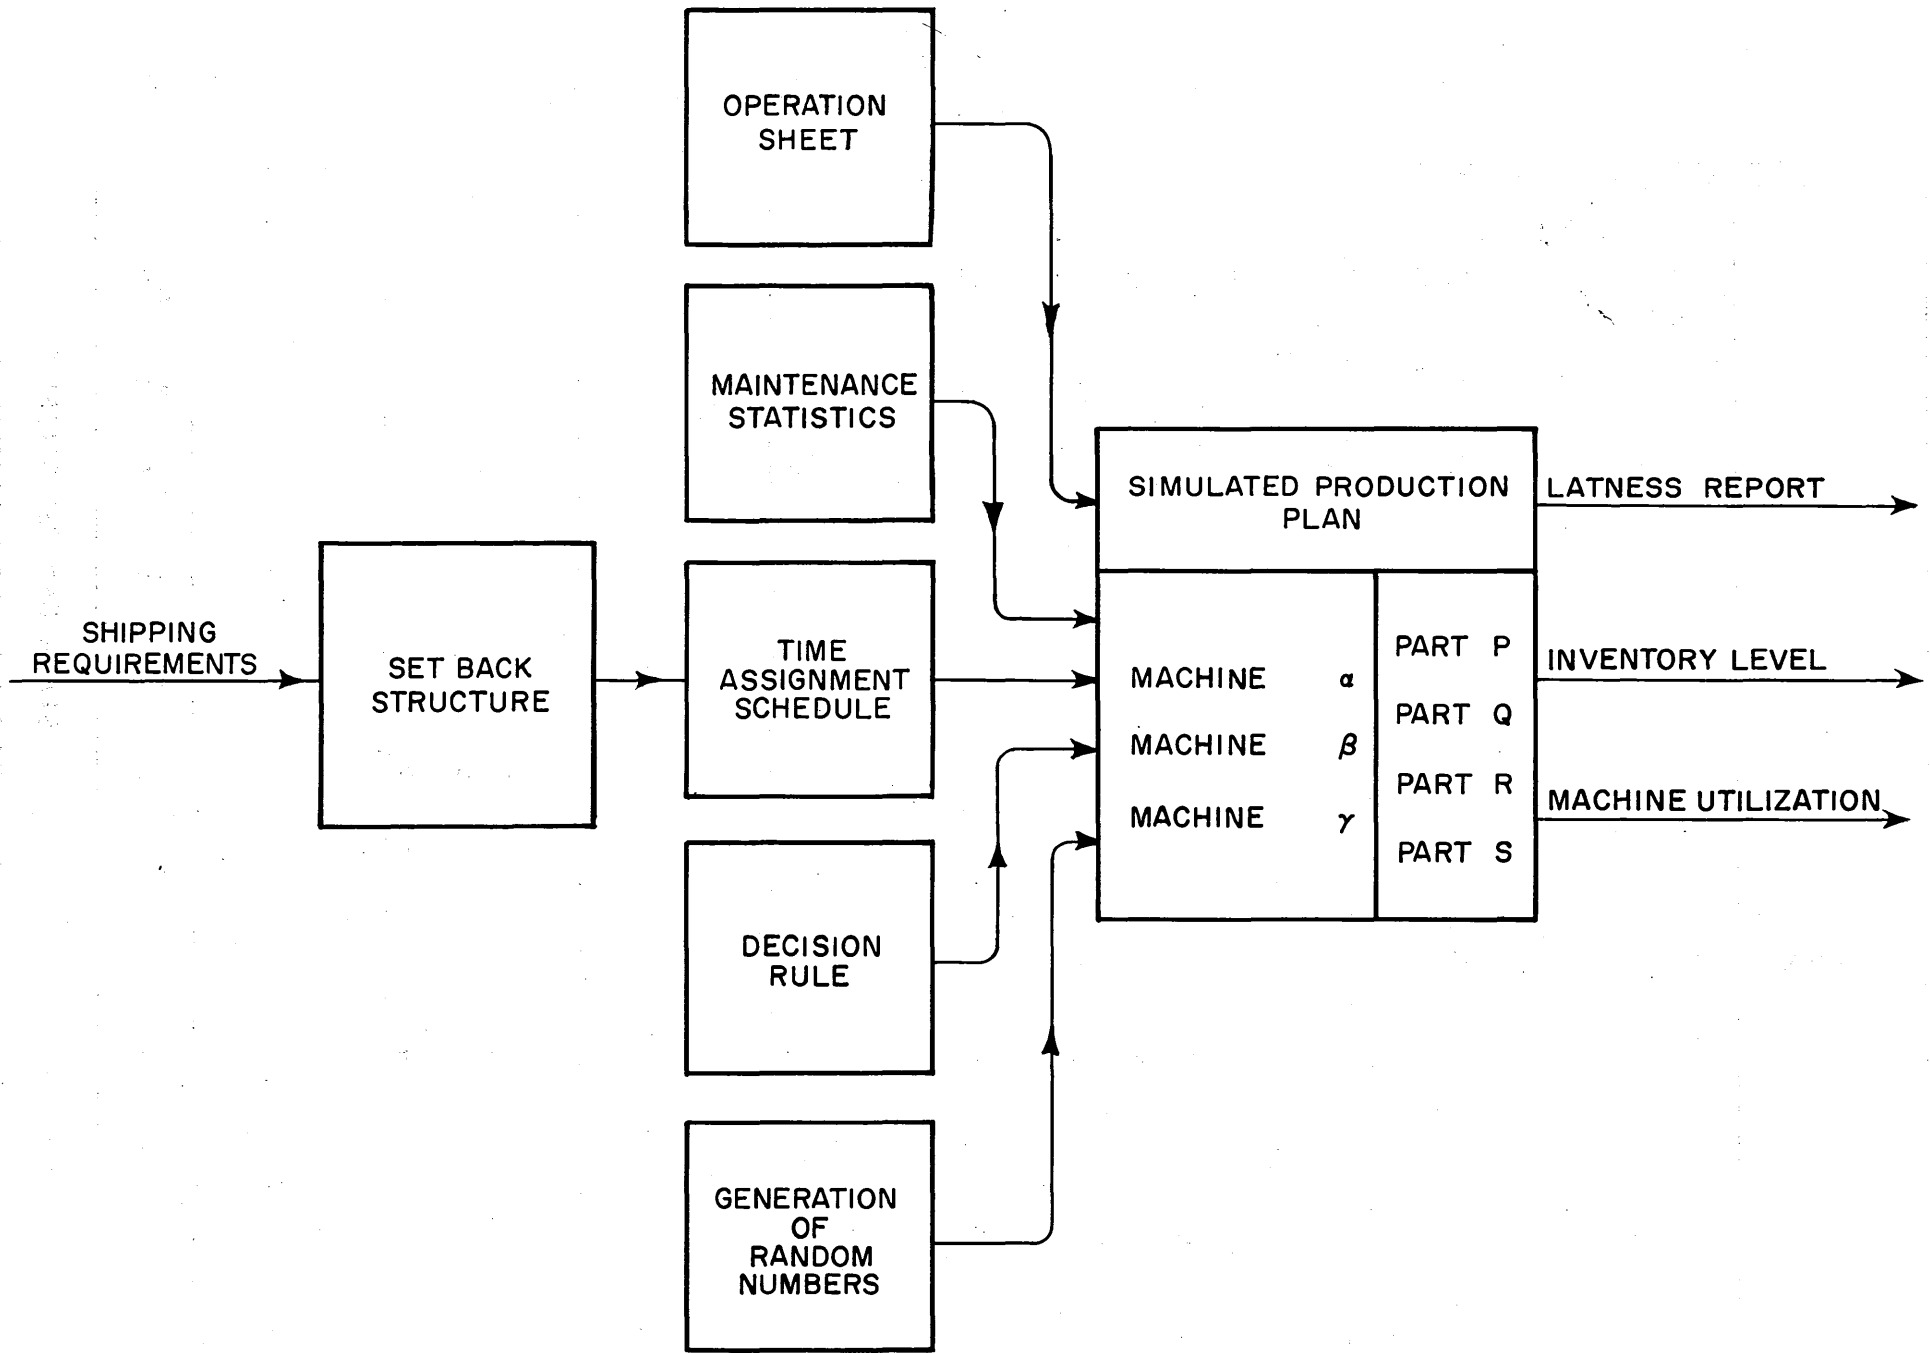 OPERATION
SHEET
MAINTENANCE
STATISTICS
SHIPPING
REQUIREMENTS
SET BACK
STRUCTURE
TIME
ASSIGNMENT
SCHEDULE
DECISION
RULE
GENERATION
OF
RANDOM
NUMBERS
SIMULATED PRODUCTION
PLAN
MACHINE α
MACHINE β
MACHINE γ
PART P
PART Q
PART R
PART S
LATNESS REPORT
INVENTORY LEVEL
MACHINE UTILIZATION